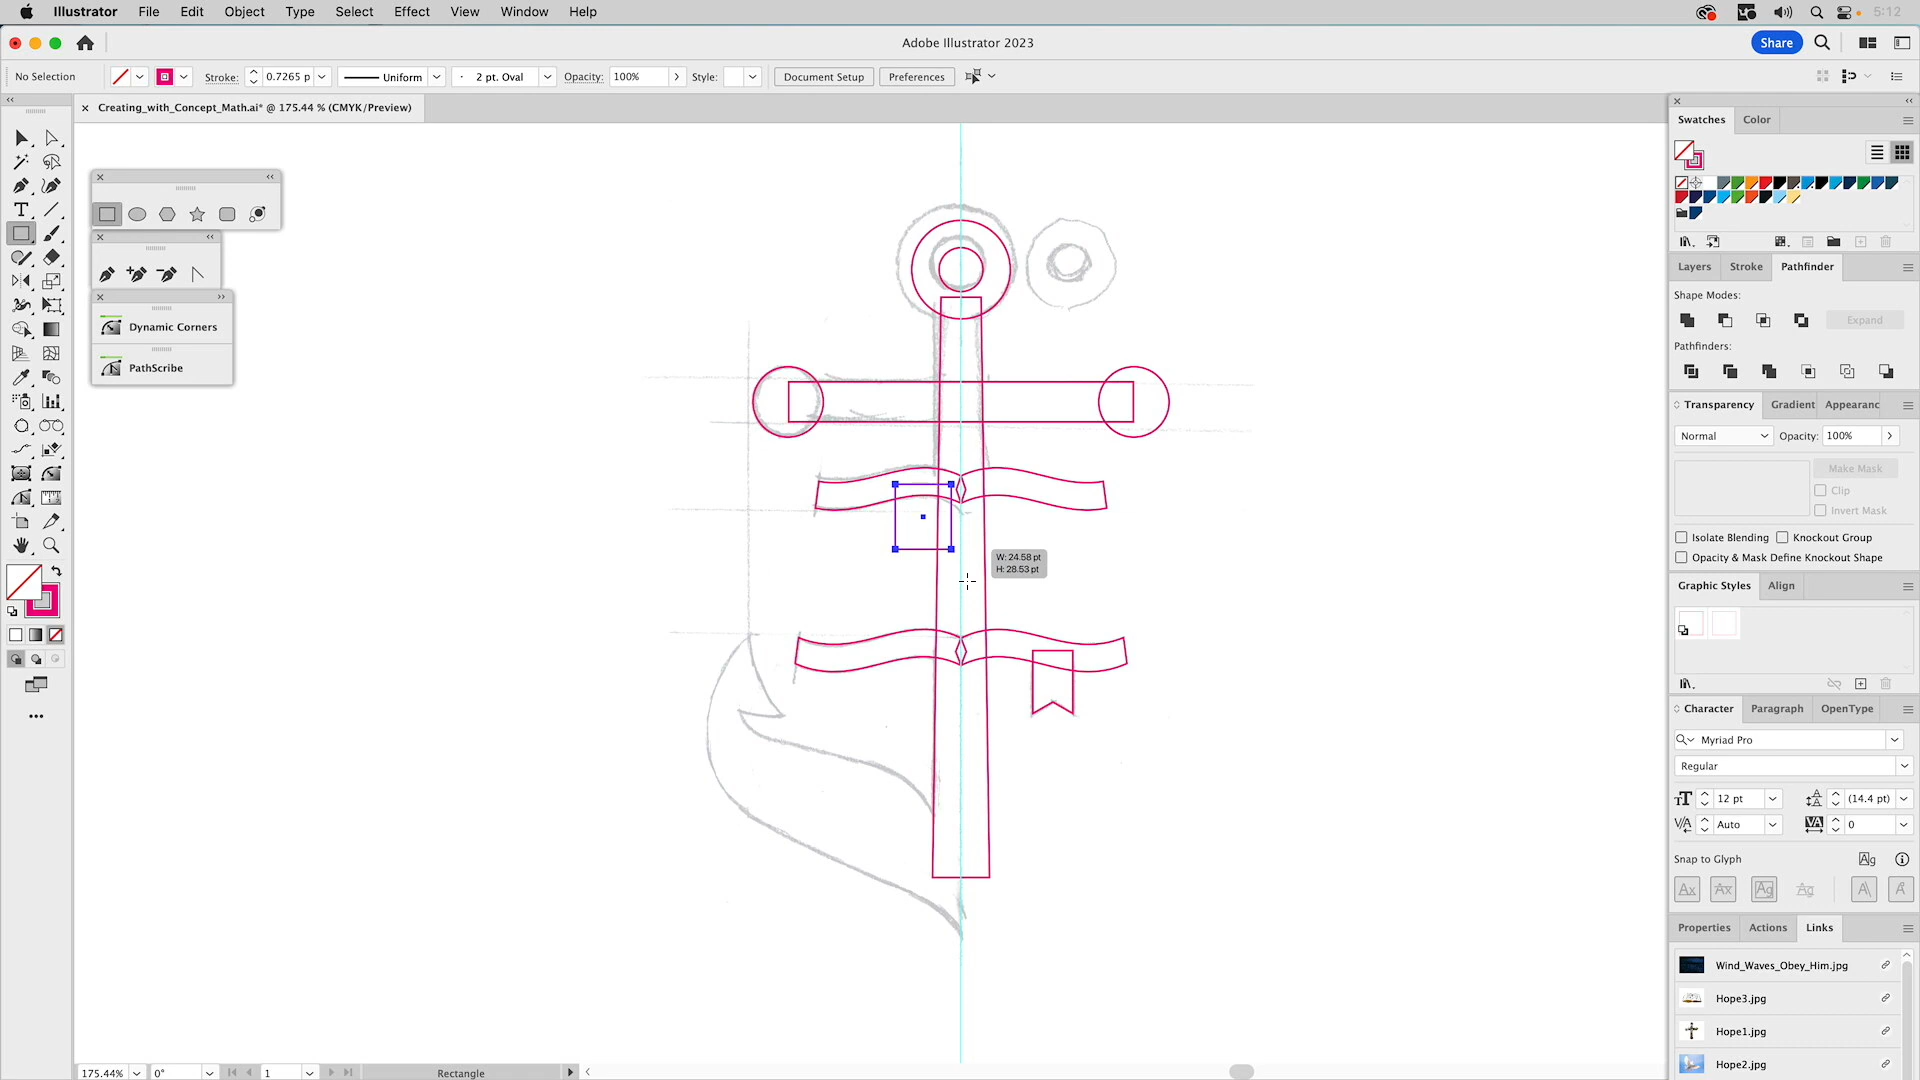 Illustrator File Edit Object Type Select Effect View Window Help 5:12
Adobe Illustrator 2023
Share
No Selection
Stroke: 0.7265 p
Uniform
2 pt. Oval
Opacity: 100%
Style:
Document Setup
Preferences
Creating_with_Concept_Math.ai* @ 175.44 % (CMYK/Preview)
Dynamic Corners
PathScribe
W: 24.58 pt
H: 28.53 pt
Swatches Color
Layers Stroke Pathfinder
Shape Modes:
Expand
Pathfinders:
Transparency Gradient Appearanc
Normal Opacity: 100%
Make Mask
Clip
Invert Mask
Isolate Blending Knockout Group
Opacity & Mask Define Knockout Shape
Graphic Styles Align
Character Paragraph OpenType
Myriad Pro
Regular
12 pt (14.4 pt)
Auto 0
Snap to Glyph
Properties Actions Links
Wind_Waves_Obey_Him.jpg
Hope3.jpg
Hope1.jpg
Hope2.jpg
175.44% 0° 1 Rectangle